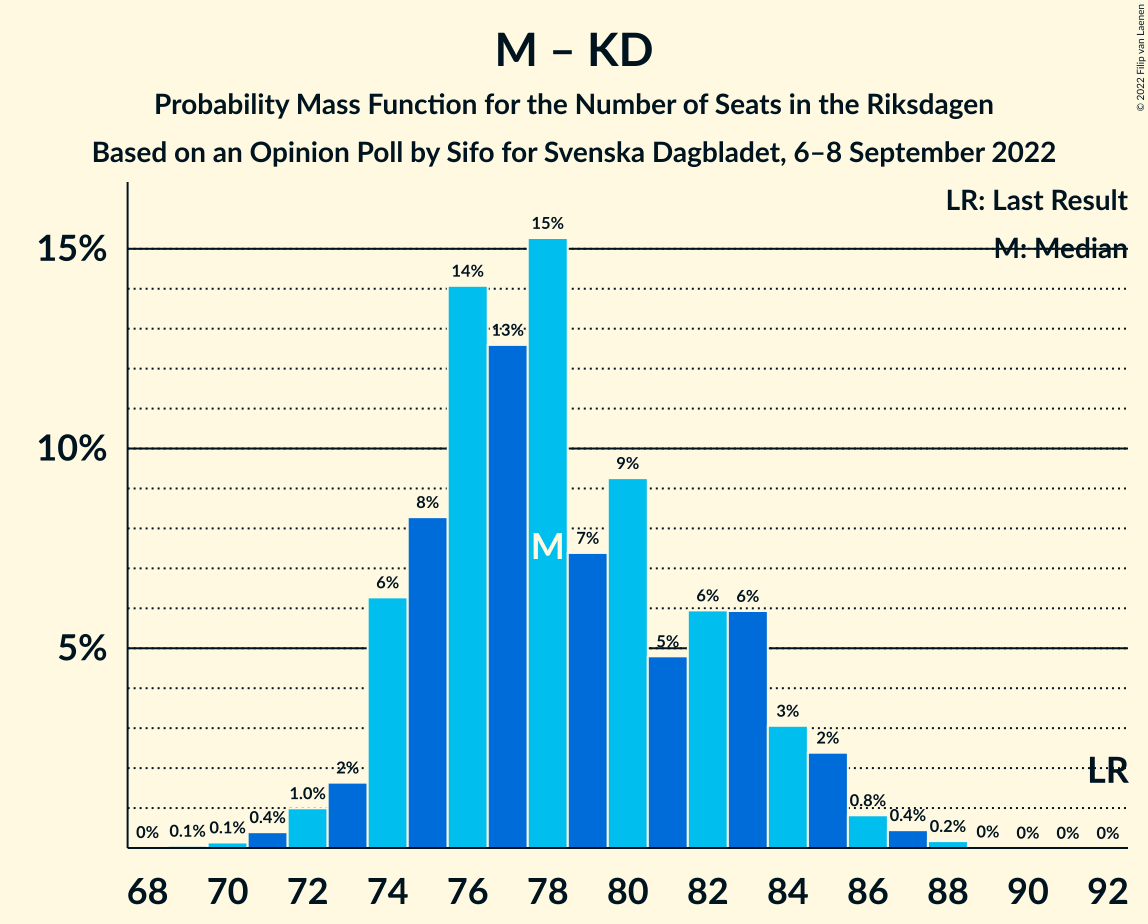 M – KD
Probability Mass Function for the Number of Seats in the Riksdagen
Based on an Opinion Poll by Sifo for Svenska Dagbladet, 6–8 September 2022
© 2022 Filip van Laenen
LR: Last Result
M: Median
15%
10%
5%
0% 0.1% 0.1% 0.4% 1.0% 2% 6% 8% 14% 13% 15% 7% 9% 5% 6% 6% 3% 2% 0.8% 0.4% 0.2% 0% 0% 0% 0%
M
LR
68 70 72 74 76 78 80 82 84 86 88 90 92